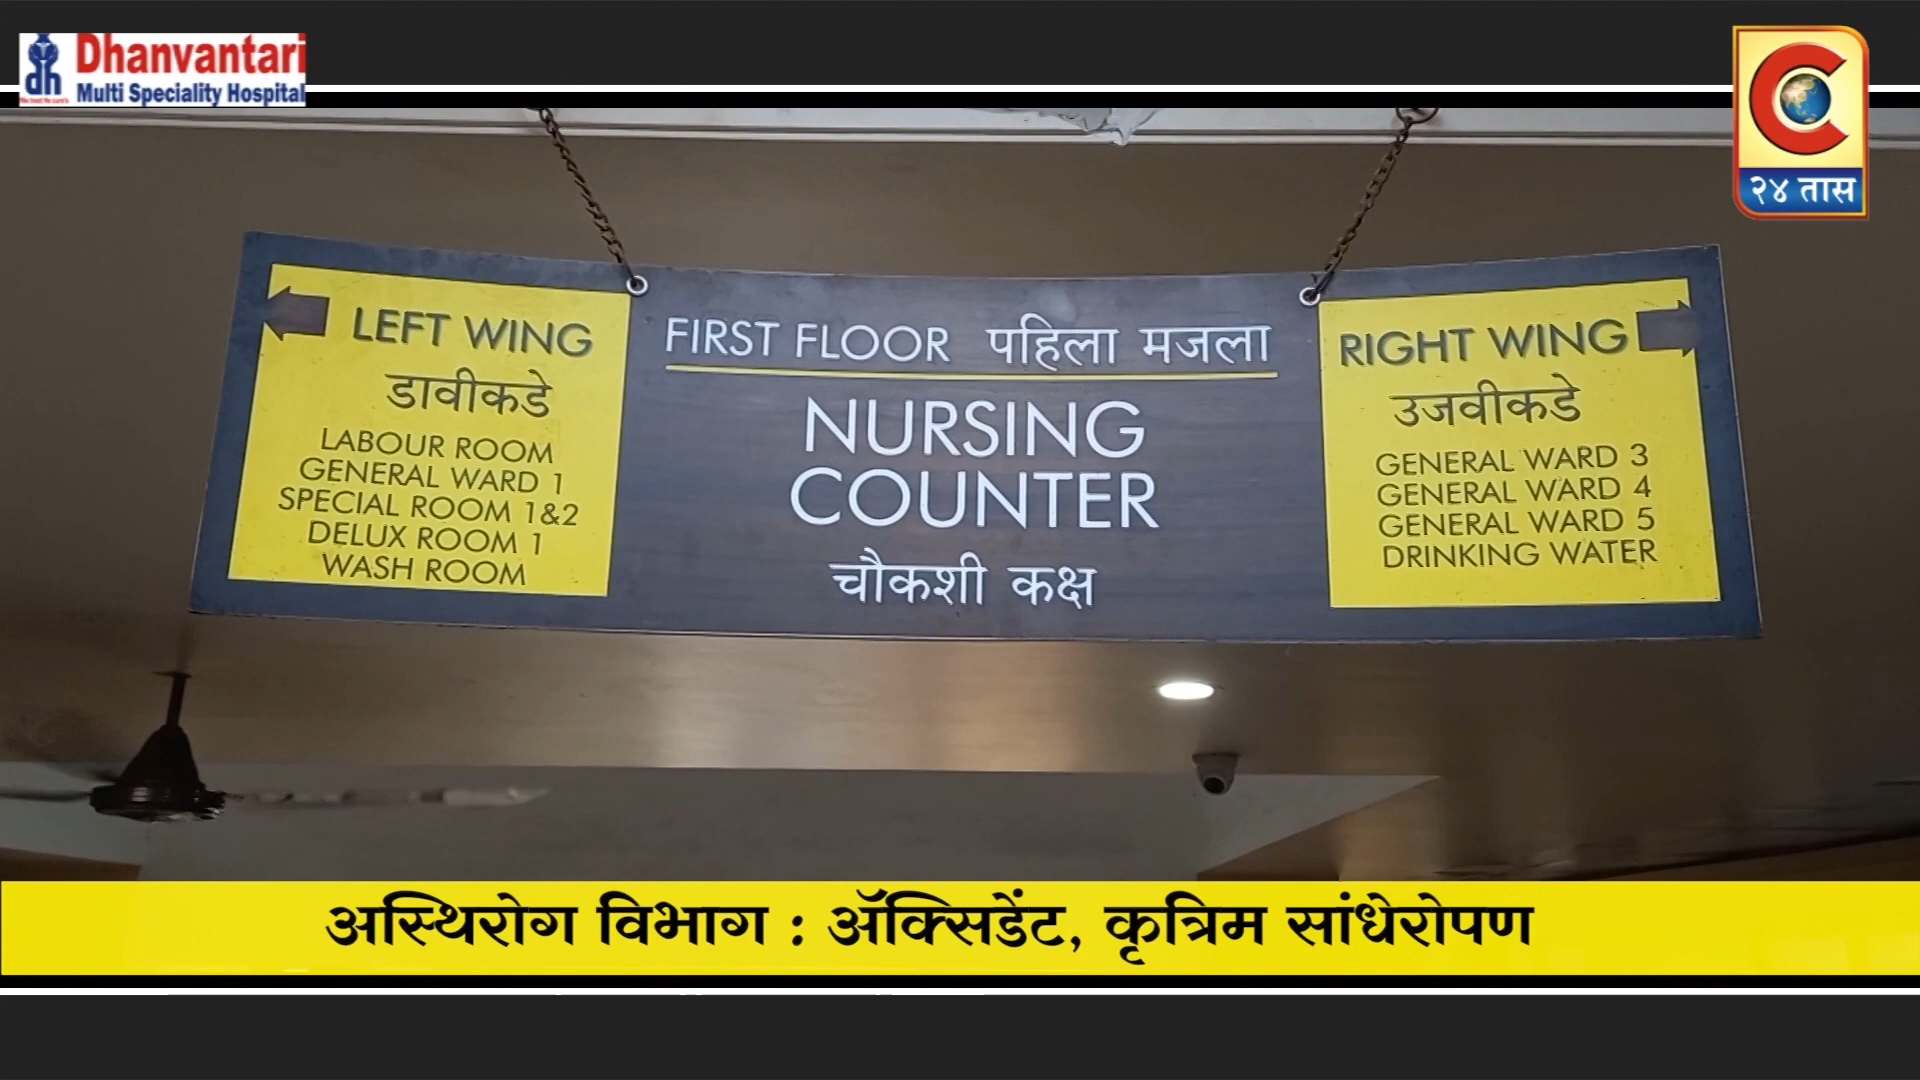 Dhanvantari
Multi Speciality Hospital
dh
C
२४ तास
LEFT WING
डावीकडे
LABOUR ROOM
GENERAL WARD 1
SPECIAL ROOM 1&2
DELUX ROOM 1
WASH ROOM
FIRST FLOOR पहिला मजला
NURSING
COUNTER
चौकशी कक्ष
RIGHT WING
उजवीकडे
GENERAL WARD 3
GENERAL WARD 4
GENERAL WARD 5
DRINKING WATER
अस्थिरोग विभाग : ॲक्सिडेंट, कृत्रिम सांधेरोपण